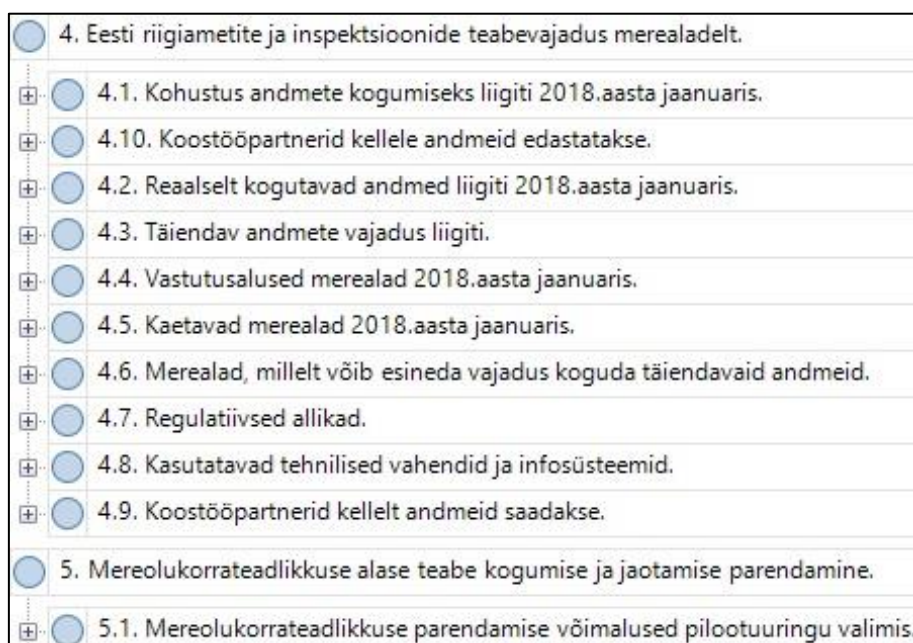 4. Eesti riigiametite ja inspektsioonide teabevajadus merealadelt.
4.1. Kohustus andmete kogumiseks liigiti 2018.aasta jaanuaris.
4.10. Koostööpartnerid kellele andmeid edastatakse.
4.2. Reaalselt kogutavad andmed liigiti 2018.aasta jaanuaris.
4.3. Täiendav andmete vajadus liigiti.
4.4. Vastutusalused merealad 2018.aasta jaanuaris.
4.5. Kaetavad merealad 2018.aasta jaanuaris.
4.6. Merealad, millelt võib esineda vajadus koguda täiendavaid andmeid.
4.7. Regulatiivsed allikad.
4.8. Kasutatavad tehnilised vahendid ja infosüsteemid.
4.9. Koostööpartnerid kellelt andmeid saadakse.
5. Mereolukorrateadlikkuse alase teabe kogumise ja jaotamise parendamine.
5.1. Mereolukorrateadlikkuse parendamise võimalused pilootuuringu valimis